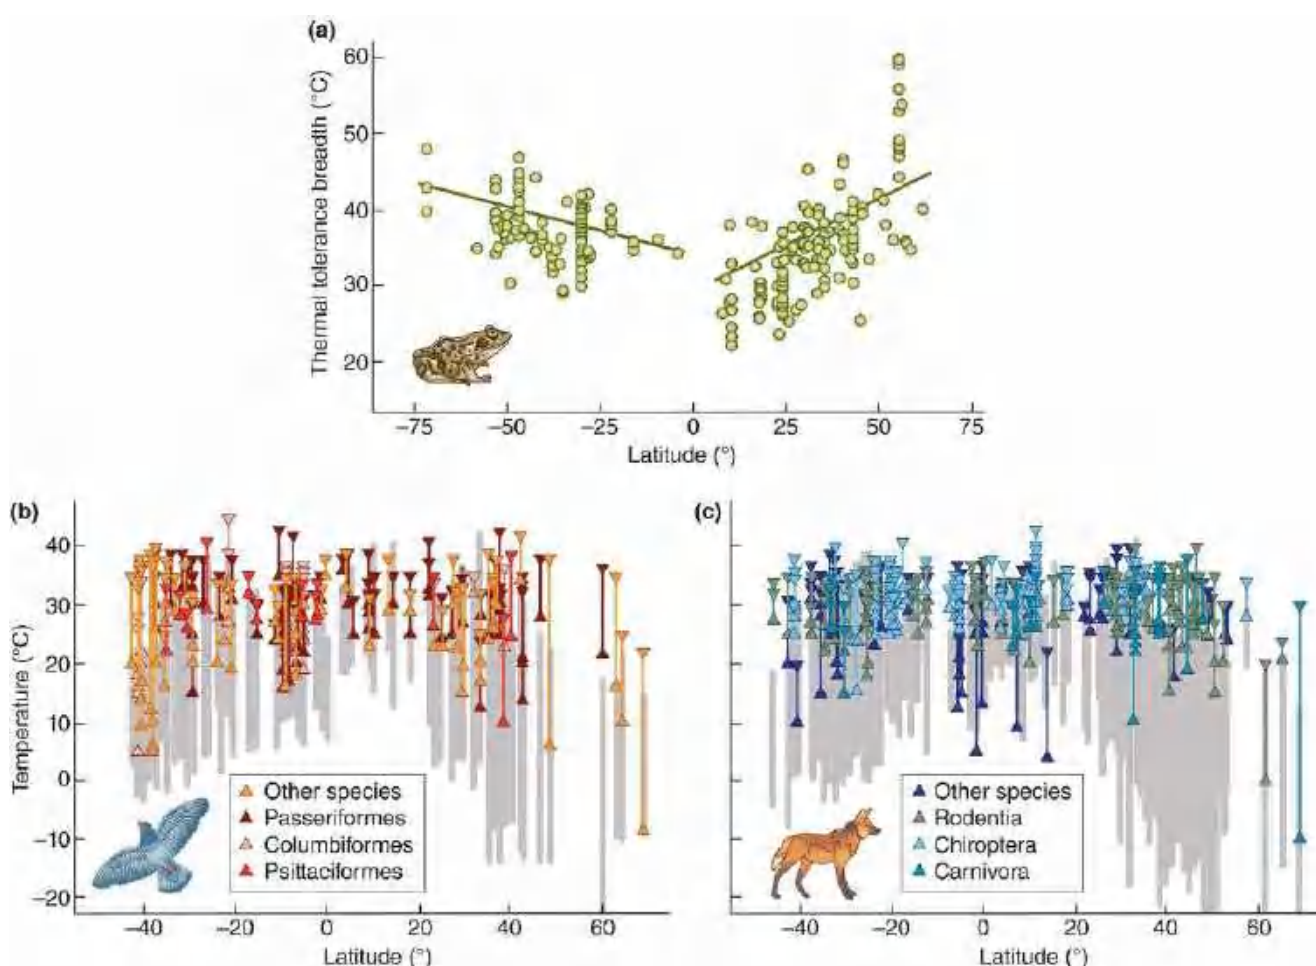 (a)
Thermal tolerance breadth (°C)
60
50
40
30
20
−75 −50 −25 0 25 50 75
Latitude (°)
(b)
Temperature (°C)
40
30
20
10
0
−10
−20
Other species
Passeriformes
Columbiformes
Psittaciformes
−40 −20 0 20 40 60
Latitude (°)
(c)
Other species
Rodentia
Chiroptera
Carnivora
−40 −20 0 20 40 60
Latitude (°)